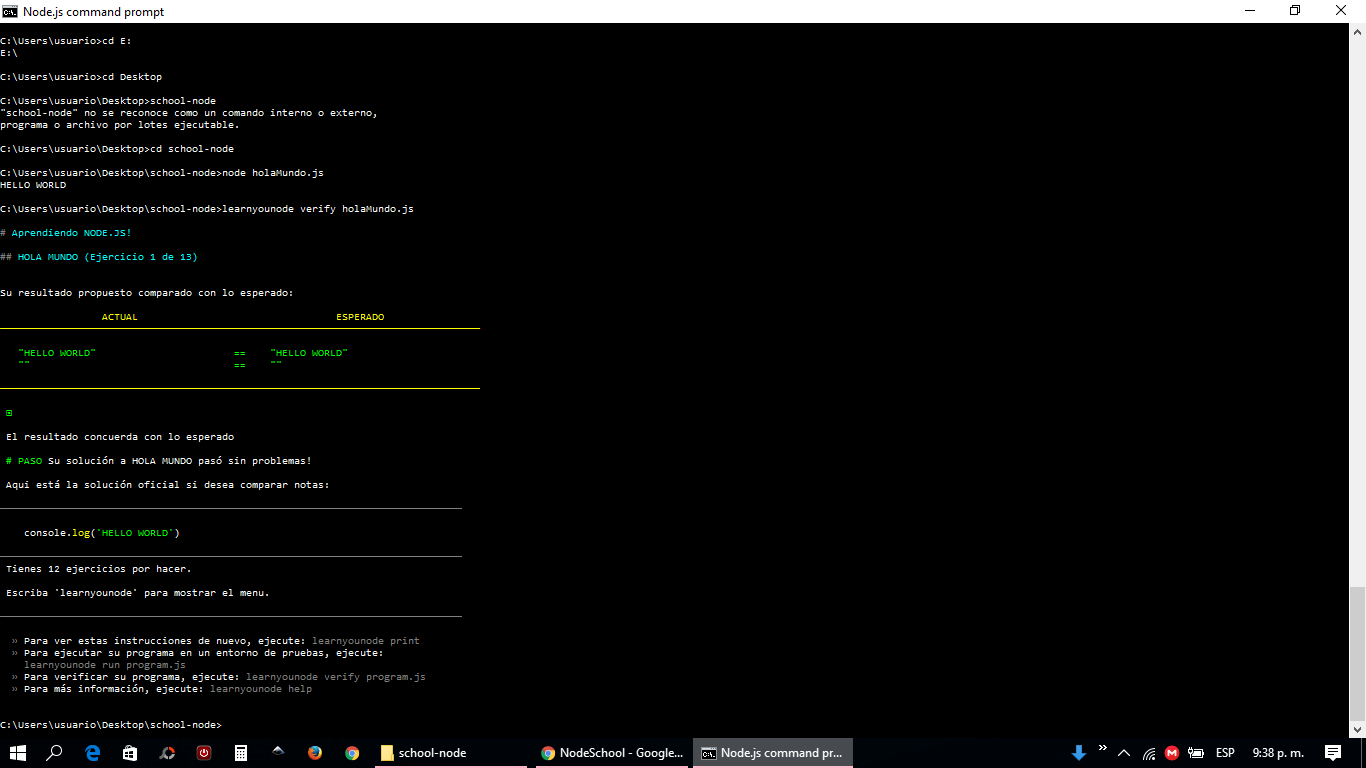 Node.js command prompt
C:\Users\usuario>cd E:
E:\
C:\Users\usuario>cd Desktop
C:\Users\usuario\Desktop>school-node
"school-node" no se reconoce como un comando interno o externo,
programa o archivo por lotes ejecutable.
C:\Users\usuario\Desktop>cd school-node
C:\Users\usuario\Desktop\school-node>node holaMundo.js
HELLO WORLD
C:\Users\usuario\Desktop\school-node>learnyounode verify holaMundo.js
# Aprendiendo NODE.JS!
## HOLA MUNDO (Ejercicio 1 de 13)
Su resultado propuesto comparado con lo esperado:
ACTUAL ESPERADO
"HELLO WORLD" == "HELLO WORLD"
"" == ""
El resultado concuerda con lo esperado
# PASO Su solución a HOLA MUNDO pasó sin problemas!
Aqui está la solución oficial si desea comparar notas:
console.log('HELLO WORLD')
Tienes 12 ejercicios por hacer.
Escriba 'learnyounode' para mostrar el menu.
» Para ver estas instrucciones de nuevo, ejecute: learnyounode print
» Para ejecutar su programa en un entorno de pruebas, ejecute:
learnyounode run program.js
» Para verificar su programa, ejecute: learnyounode verify program.js
» Para más información, ejecute: learnyounode help
C:\Users\usuario\Desktop\school-node>
school-node NodeSchool - Google... Node.js command pr... ESP 9:38 p. m.